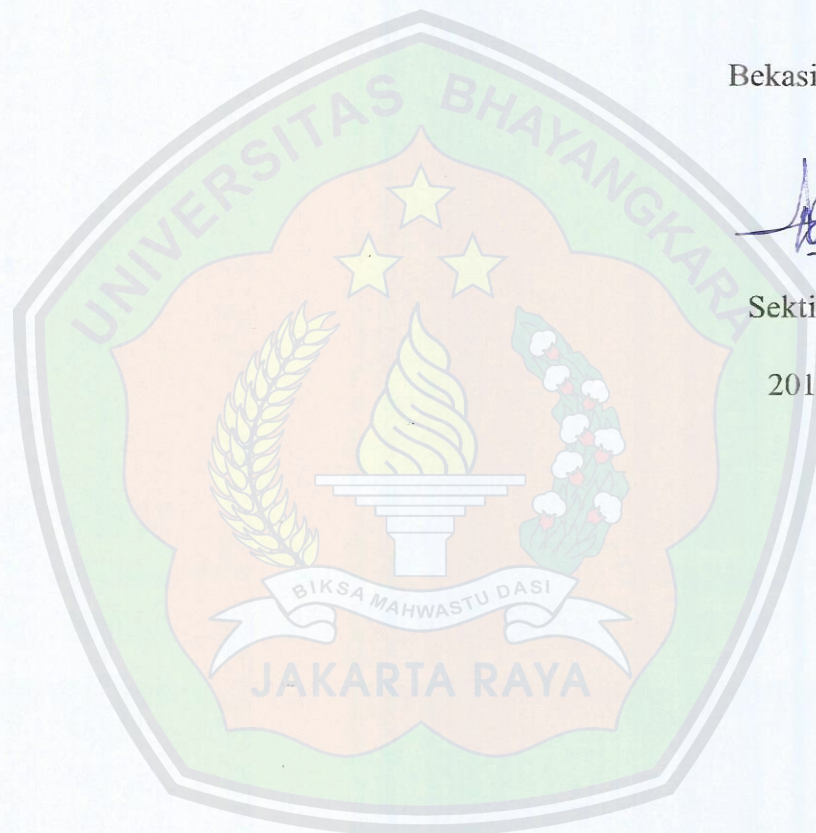 Bekasi
UNIVERSITAS BHAYANGKARA
Sekti
201
BIKSA MAHWASTU DASI
JAKARTA RAYA